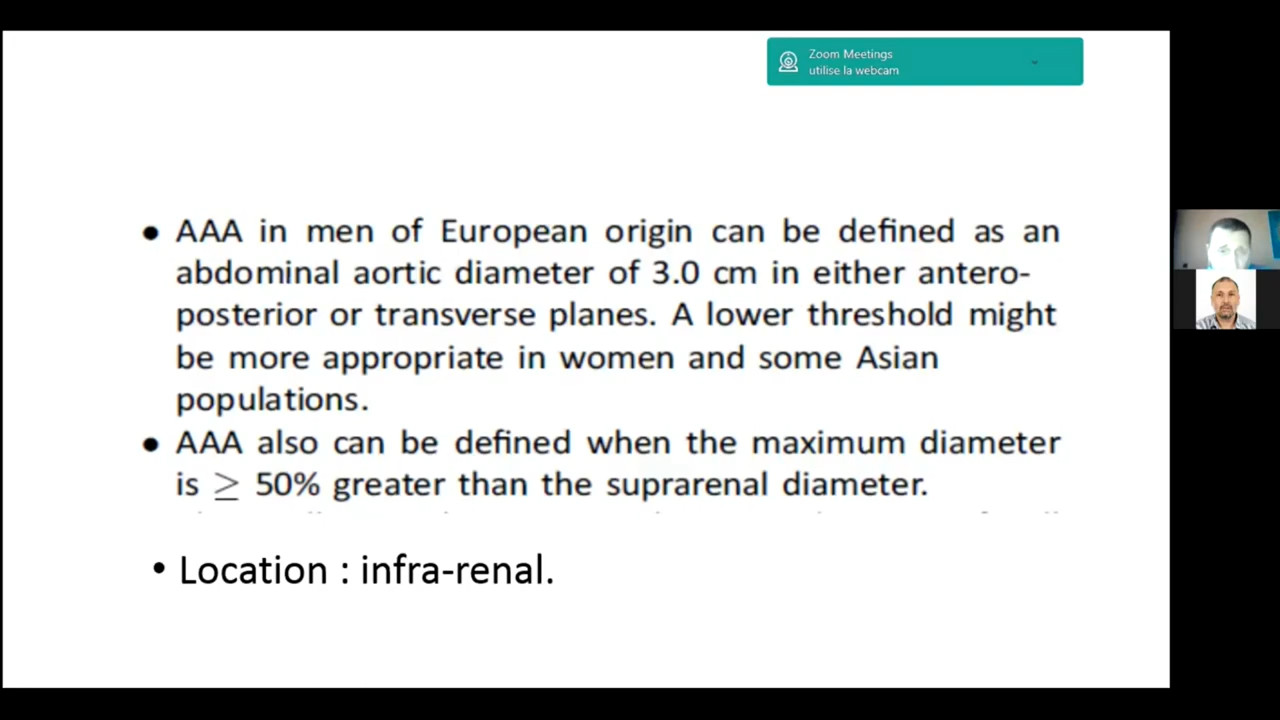 Zoom Meetings
utilise la webcam
● AAA in men of European origin can be defined as an
abdominal aortic diameter of 3.0 cm in either antero-
posterior or transverse planes. A lower threshold might
be more appropriate in women and some Asian
populations.
● AAA also can be defined when the maximum diameter
is ≥ 50% greater than the suprarenal diameter.
• Location : infra-renal.